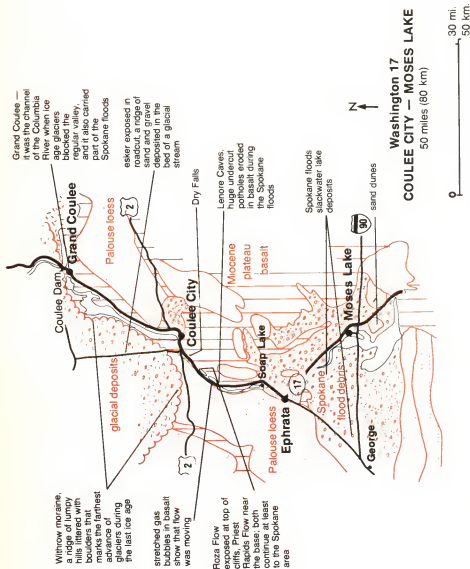 Withrow moraine,
a ridge of lumpy
hills littered with
boulders that
marks the farthest
advance of
glaciers during
the last ice age
stretched gas
bubbles in basalt
show that flow
was moving
Roza Flow
exposed at top of
cliffs, Priest
Rapids Flow near
the base; both
continue at least
to the Spokane
area
Coulee Dam
Grand Coulee
glacial deposits
Palouse loess
2
Coulee City
2
Miocene
plateau
basalt
Soap Lake
17
Ephrata
Palouse loess
Spokane
flood debris
Moses Lake
90
George
Grand Coulee —
it was the channel
of the Columbia
River when ice
age glaciers
blocked the
regular valley,
and it also carried
part of the
Spokane floods
esker exposed in
roadcut, a ridge of
sand and gravel
deposited in the
bed of a glacial
stream
Dry Falls
Lenore Caves,
huge undercut
potholes eroded
in basalt during
the Spokane
floods
Spokane floods
slackwater lake
deposits
sand dunes
N
Washington 17
COULEE CITY — MOSES LAKE
50 miles (80 km)
0
30 mi.
50 km.